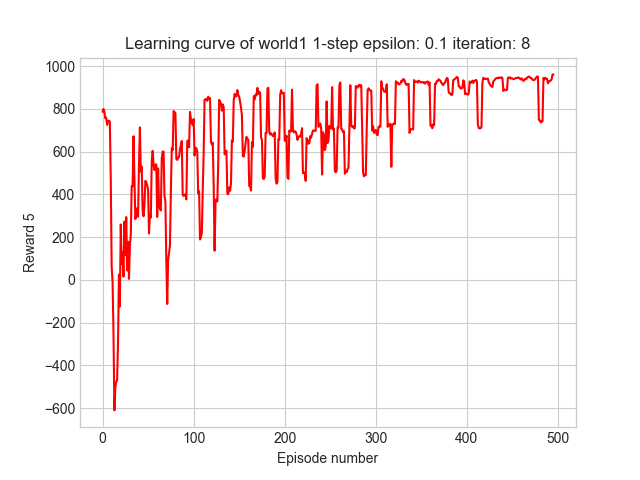 Learning curve of world1 1-step epsilon: 0.1 iteration: 8
1000
800
600
400
200
0
−200
−400
−600
Reward 5
0 100 200 300 400 500
Episode number